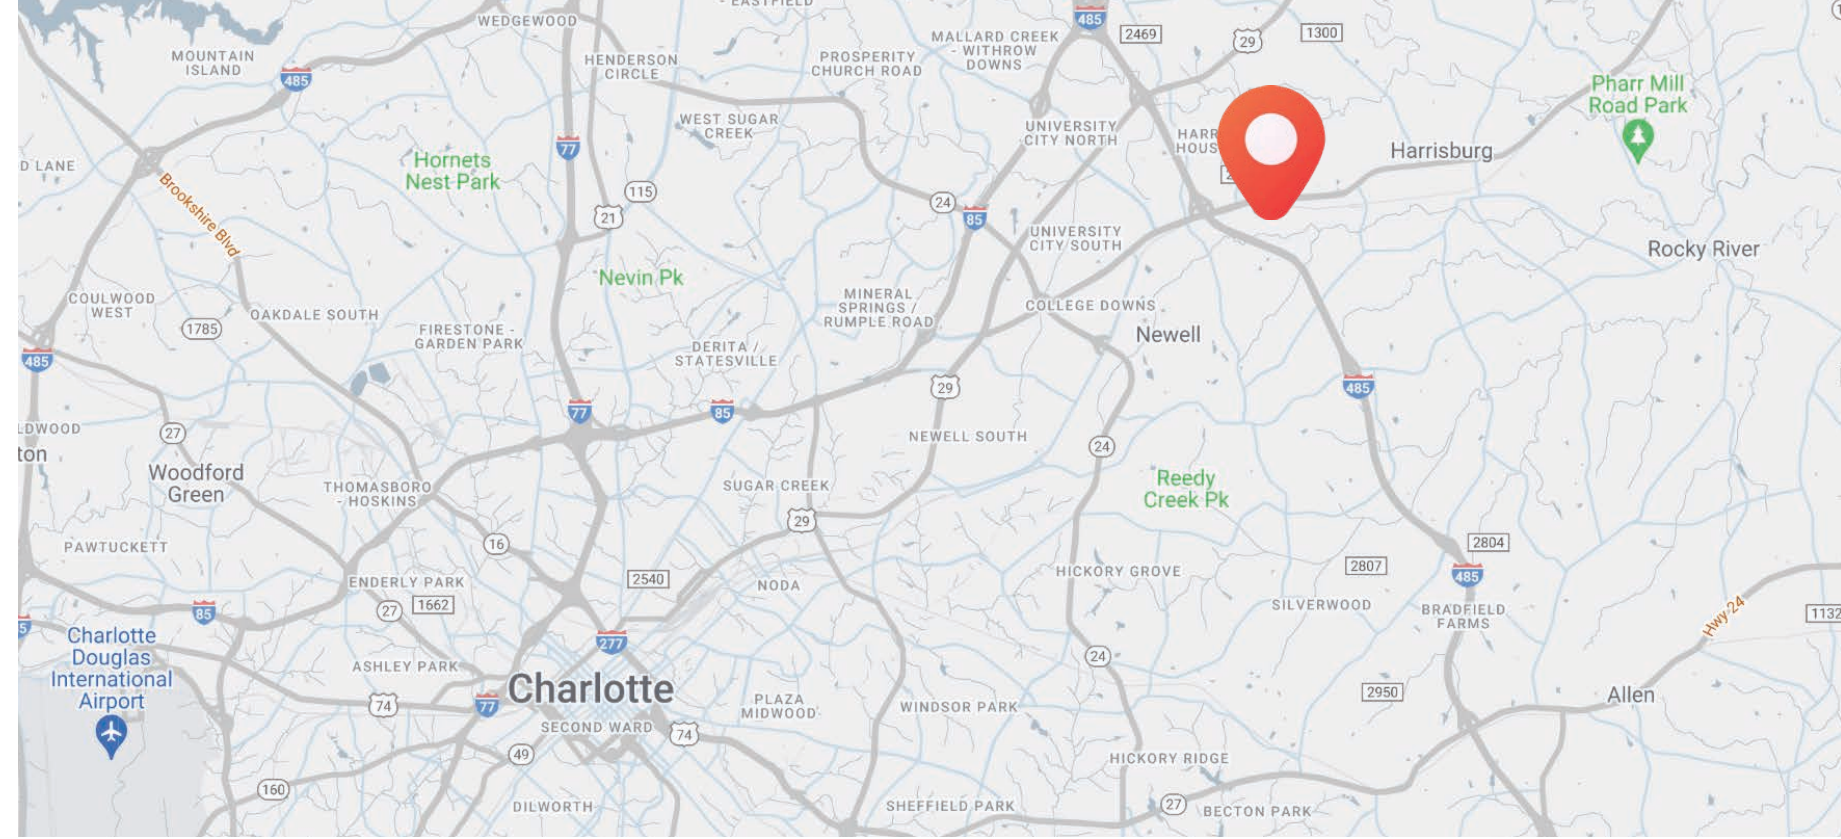 - EASTFIELD
WEDGEWOOD
485
2469
29
1300
MALLARD CREEK
- WITHROW
DOWNS
MOUNTAIN
ISLAND
485
HENDERSON
CIRCLE
PROSPERITY
CHURCH ROAD
Pharr Mill
Road Park
WEST SUGAR
CREEK
UNIVERSITY
CITY NORTH
77
Harrisburg
D LANE
Hornets
Nest Park
Brookshire Blvd
115
21
24
85
UNIVERSITY
CITY SOUTH
Rocky River
Nevin Pk
COULWOOD
WEST
1785
OAKDALE SOUTH
FIRESTONE -
GARDEN PARK
MINERAL
SPRINGS /
RUMPLE ROAD
COLLEGE DOWNS
Newell
DERITA /
STATESVILLE
485
29
485
77
85
27
NEWELL SOUTH
24
LDWOOD
ton
Woodford
Green
THOMASBORO
- HOSKINS
SUGAR CREEK
Reedy
Creek Pk
29
16
PAWTUCKETT
2804
2807
485
ENDERLY PARK
2540
NODA
HICKORY GROVE
27
1662
85
SILVERWOOD
BRADFIELD
FARMS
Hwy 24
1132
5
Charlotte
Douglas
International
Airport
277
24
ASHLEY PARK
Charlotte
74
77
PLAZA
MIDWOOD
WINDSOR PARK
2950
Allen
SECOND WARD
74
49
HICKORY RIDGE
160
DILWORTH
SHEFFIELD PARK
27
BECTON PARK